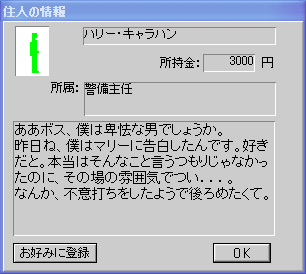 住人の情報
ハリー・キャラハン
所持金: 3000 円
所属: 警備主任
ああボス、僕は卑怯な男でしょうか。
昨日ね、僕はマリーに告白したんです。好き
だと。本当はそんなこと言うつもりじゃなかっ
たのに、その場の雰囲気でつい．．．。
なんか、不意打ちをしたようで後ろめたくて。
お好みに登録
OK